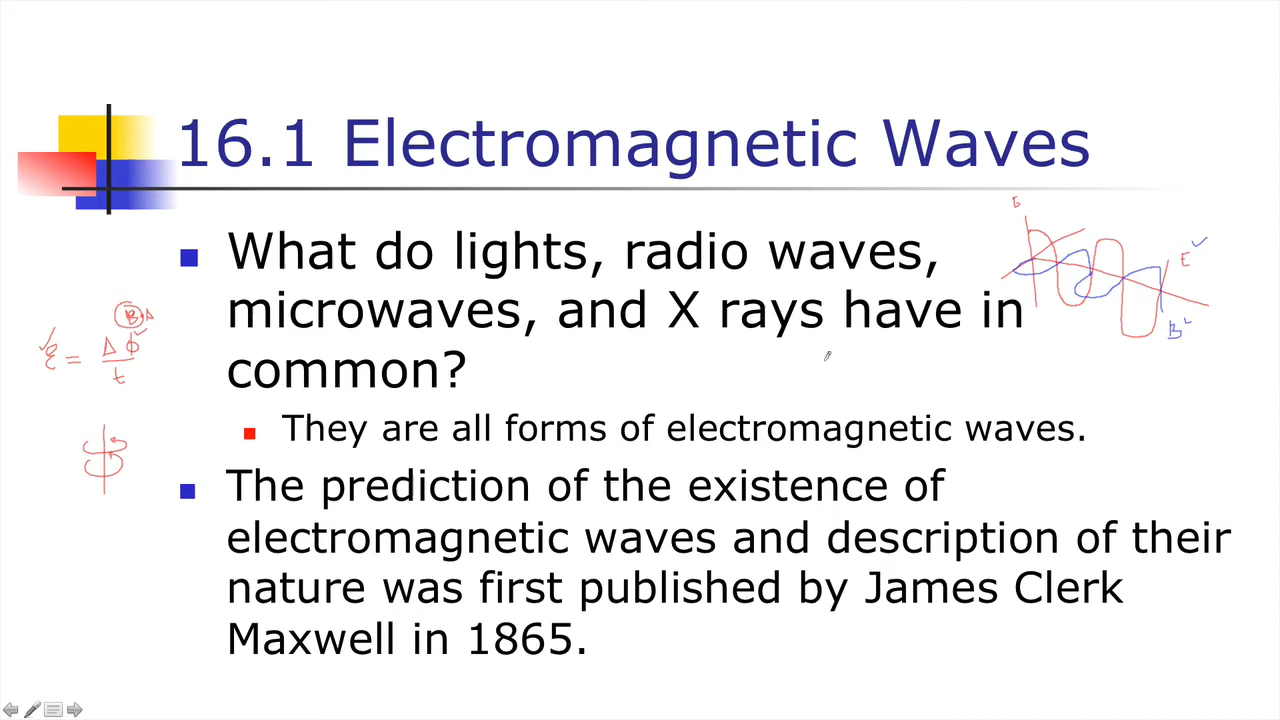 16.1 Electromagnetic Waves
What do lights, radio waves,
microwaves, and X rays have in
common?
They are all forms of electromagnetic waves.
The prediction of the existence of
electromagnetic waves and description of their
nature was first published by James Clerk
Maxwell in 1865.
B·A
ε = Δϕ
t
E
E
B